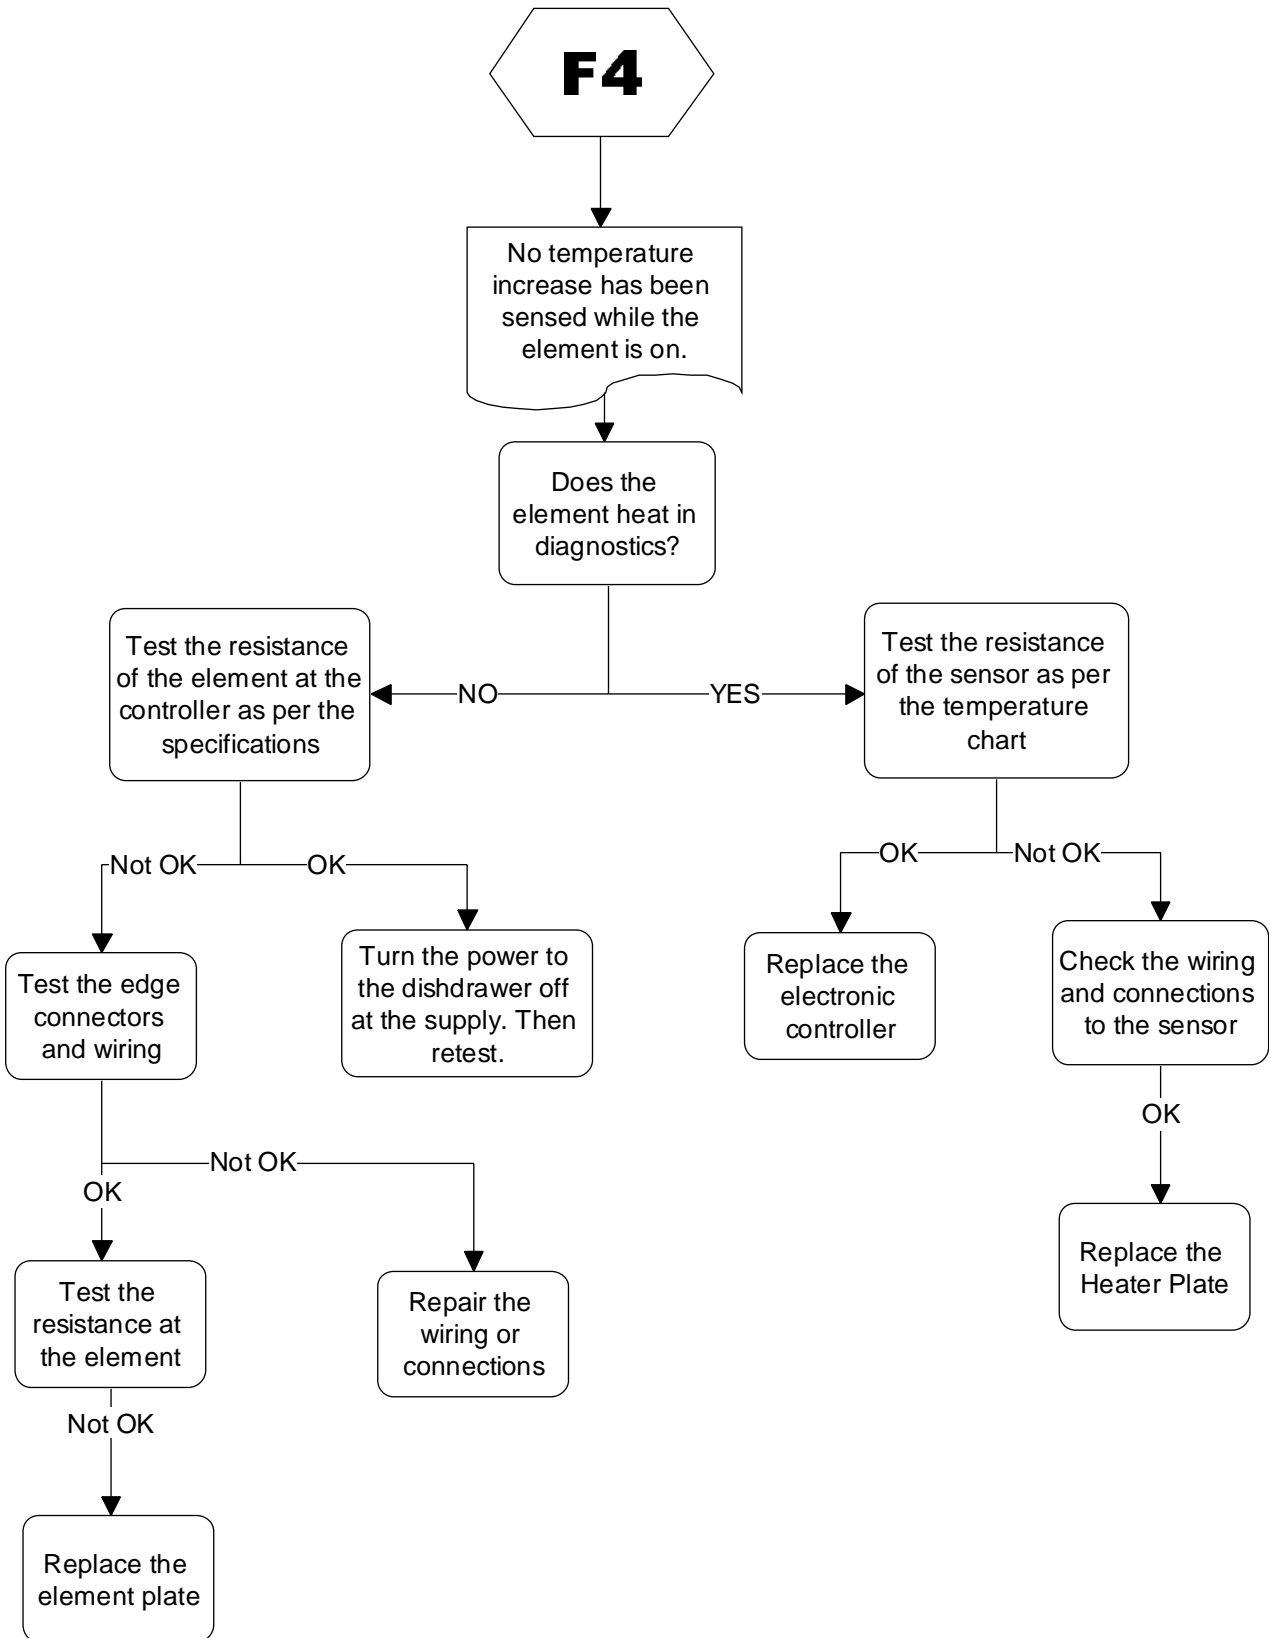 F4
No temperature
increase has been
sensed while the
element is on.
Does the
element heat in
diagnostics?
Test the resistance
of the element at the
controller as per the
specifications
NO
YES
Test the resistance
of the sensor as per
the temperature
chart
Not OK
OK
OK
Not OK
Test the edge
connectors
and wiring
Turn the power to
the dishdrawer off
at the supply. Then
retest.
Replace the
electronic
controller
Check the wiring
and connections
to the sensor
OK
Not OK
OK
Test the
resistance at
the element
Repair the
wiring or
connections
Replace the
Heater Plate
Not OK
Replace the
element plate